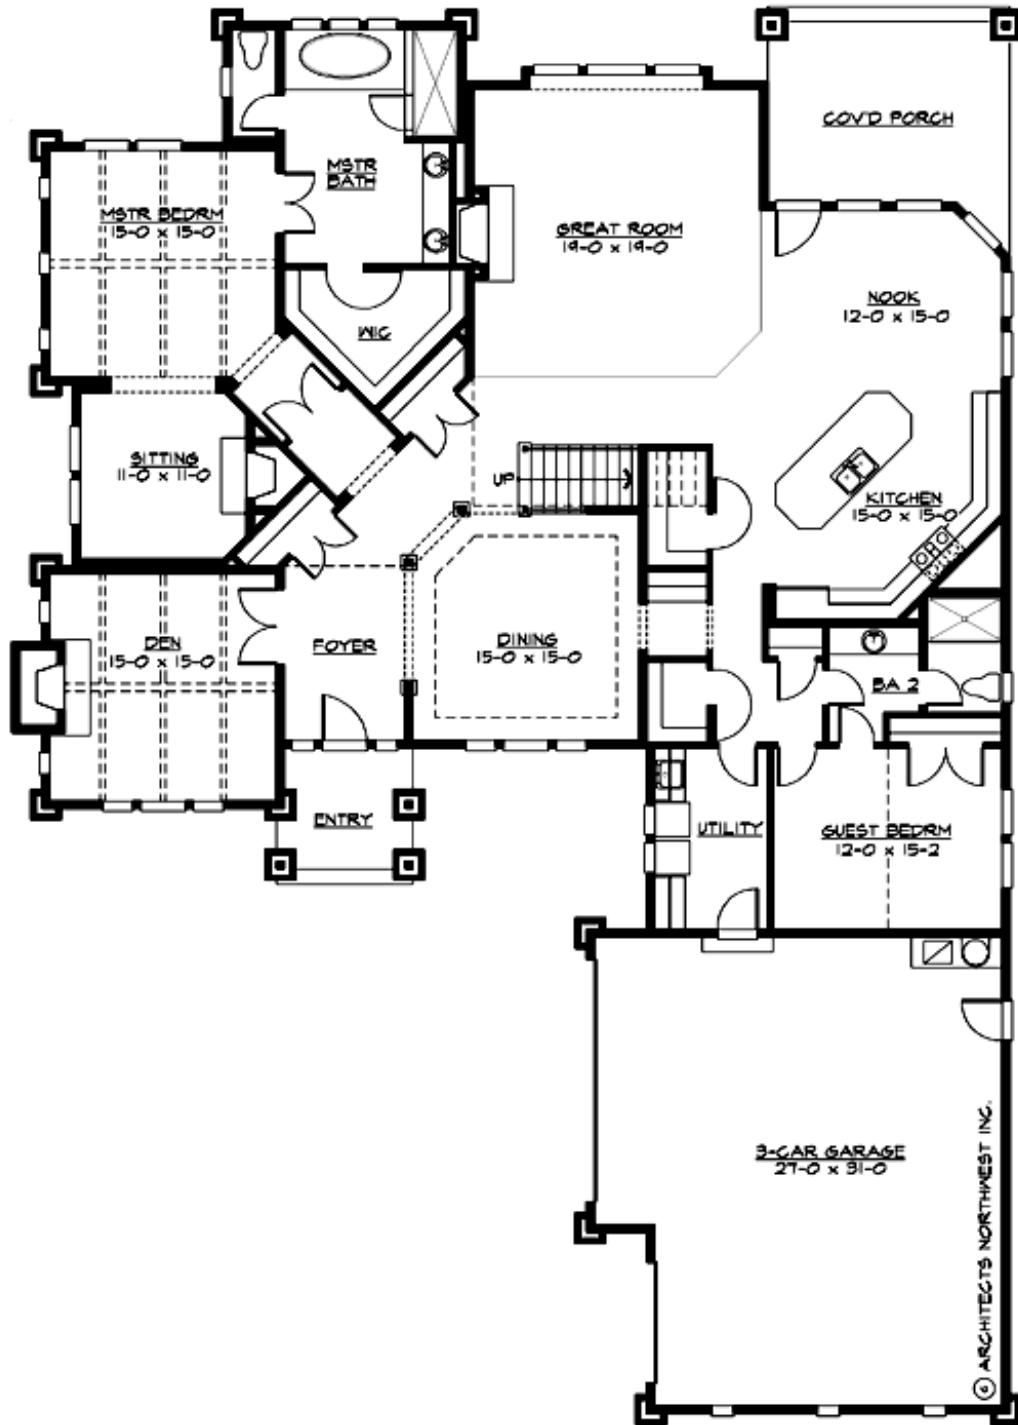 COV'D PORCH
MSTR
BATH
MSTR BEDRM
15-0 x 15-0
GREAT ROOM
19-0 x 19-0
NOOK
12-0 x 15-0
WIC
SITTING
11-0 x 11-0
UP
KITCHEN
15-0 x 15-0
DEN
15-0 x 15-0
FOYER
DINING
15-0 x 15-0
BA 2
ENTRY
UTILITY
GUEST BEDRM
12-0 x 15-2
3-CAR GARAGE
27-0 x 31-0
© ARCHITECTS NORTHWEST INC.